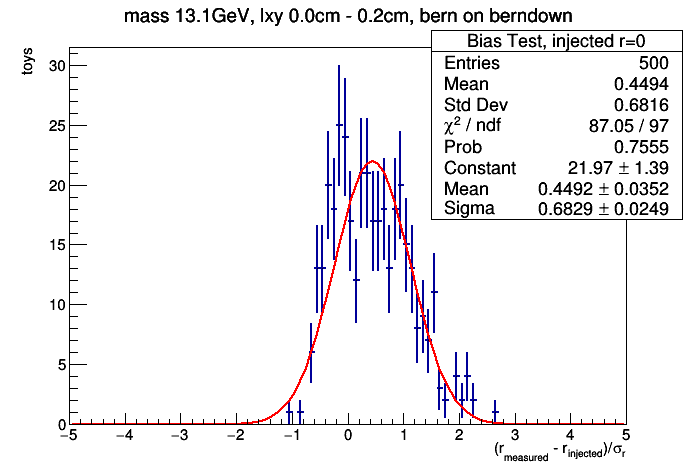 mass 13.1GeV, lxy 0.0cm - 0.2cm, bern on berndown
Bias Test, injected r=0
Entries 500
Mean 0.4494
Std Dev 0.6816
χ² / ndf 87.05 / 97
Prob 0.7555
Constant 21.97 ± 1.39
Mean 0.4492 ± 0.0352
Sigma 0.6829 ± 0.0249
toys
30
25
20
15
10
5
0
−5 −4 −3 −2 −1 0 1 2 3 4 5
(r_measured - r_injected)/σ_r